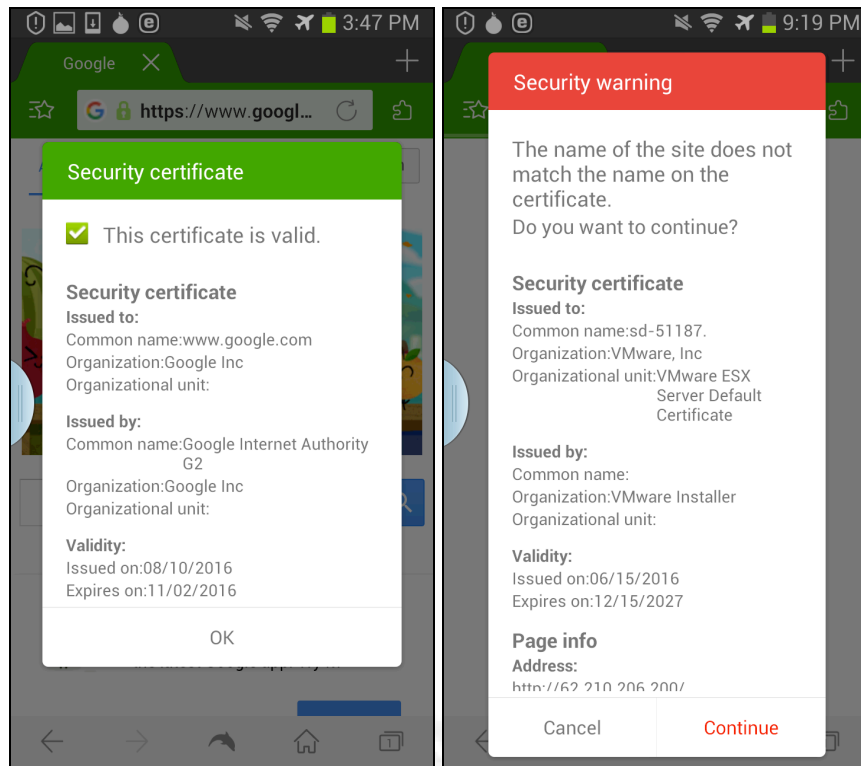 3:47 PM
Google
https://www.googl...
Security certificate
This certificate is valid.
Security certificate
Issued to:
Common name:www.google.com
Organization:Google Inc
Organizational unit:
Issued by:
Common name:Google Internet Authority
G2
Organization:Google Inc
Organizational unit:
Validity:
Issued on:08/10/2016
Expires on:11/02/2016
OK
1
9:19 PM
Security warning
The name of the site does not
match the name on the
certificate.
Do you want to continue?
Security certificate
Issued to:
Common name:sd-51187.
Organization:VMware, Inc
Organizational unit:VMware ESX
Server Default
Certificate
Issued by:
Common name:
Organization:VMware Installer
Organizational unit:
Validity:
Issued on:06/15/2016
Expires on:12/15/2027
Page info
Address:
http://62.210.206.200/
Cancel
Continue